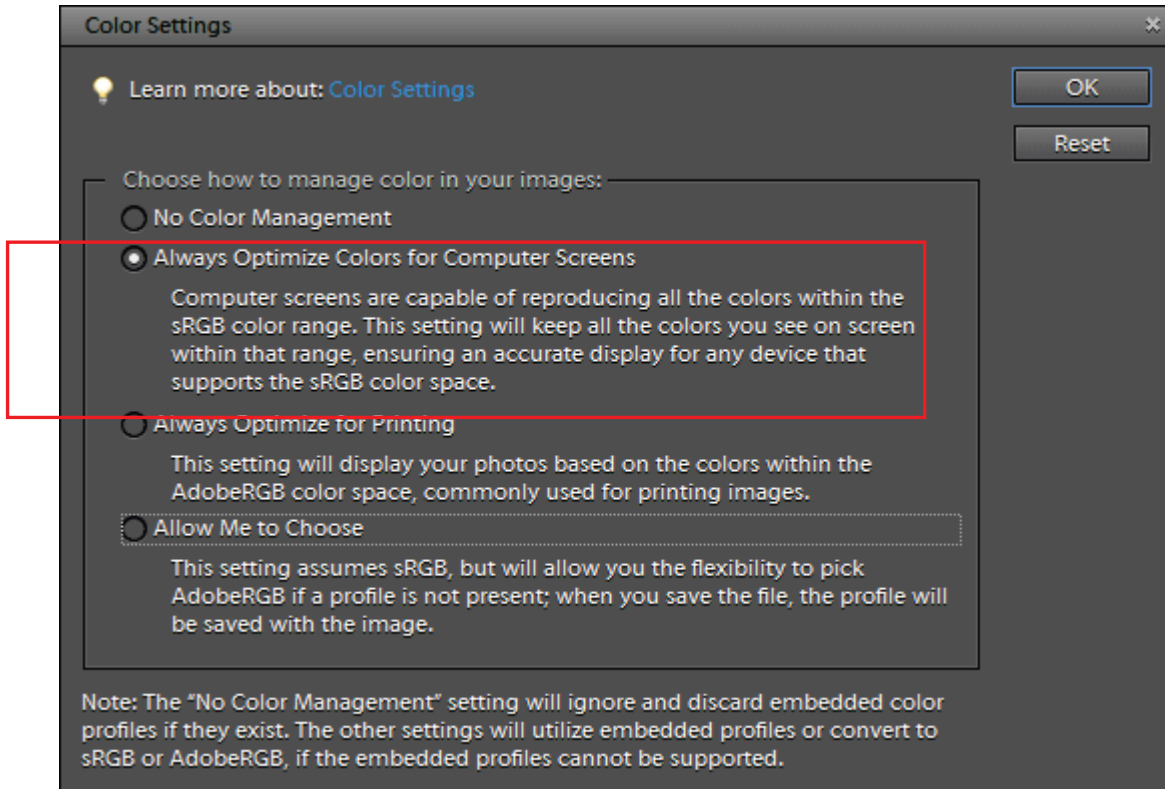 Color Settings
Learn more about: Color Settings
OK
Reset
Choose how to manage color in your images:
No Color Management
Always Optimize Colors for Computer Screens
Computer screens are capable of reproducing all the colors within the
sRGB color range. This setting will keep all the colors you see on screen
within that range, ensuring an accurate display for any device that
supports the sRGB color space.
Always Optimize for Printing
This setting will display your photos based on the colors within the
AdobeRGB color space, commonly used for printing images.
Allow Me to Choose
This setting assumes sRGB, but will allow you the flexibility to pick
AdobeRGB if a profile is not present; when you save the file, the profile will
be saved with the image.
Note: The “No Color Management” setting will ignore and discard embedded color
profiles if they exist. The other settings will utilize embedded profiles or convert to
sRGB or AdobeRGB, if the embedded profiles cannot be supported.